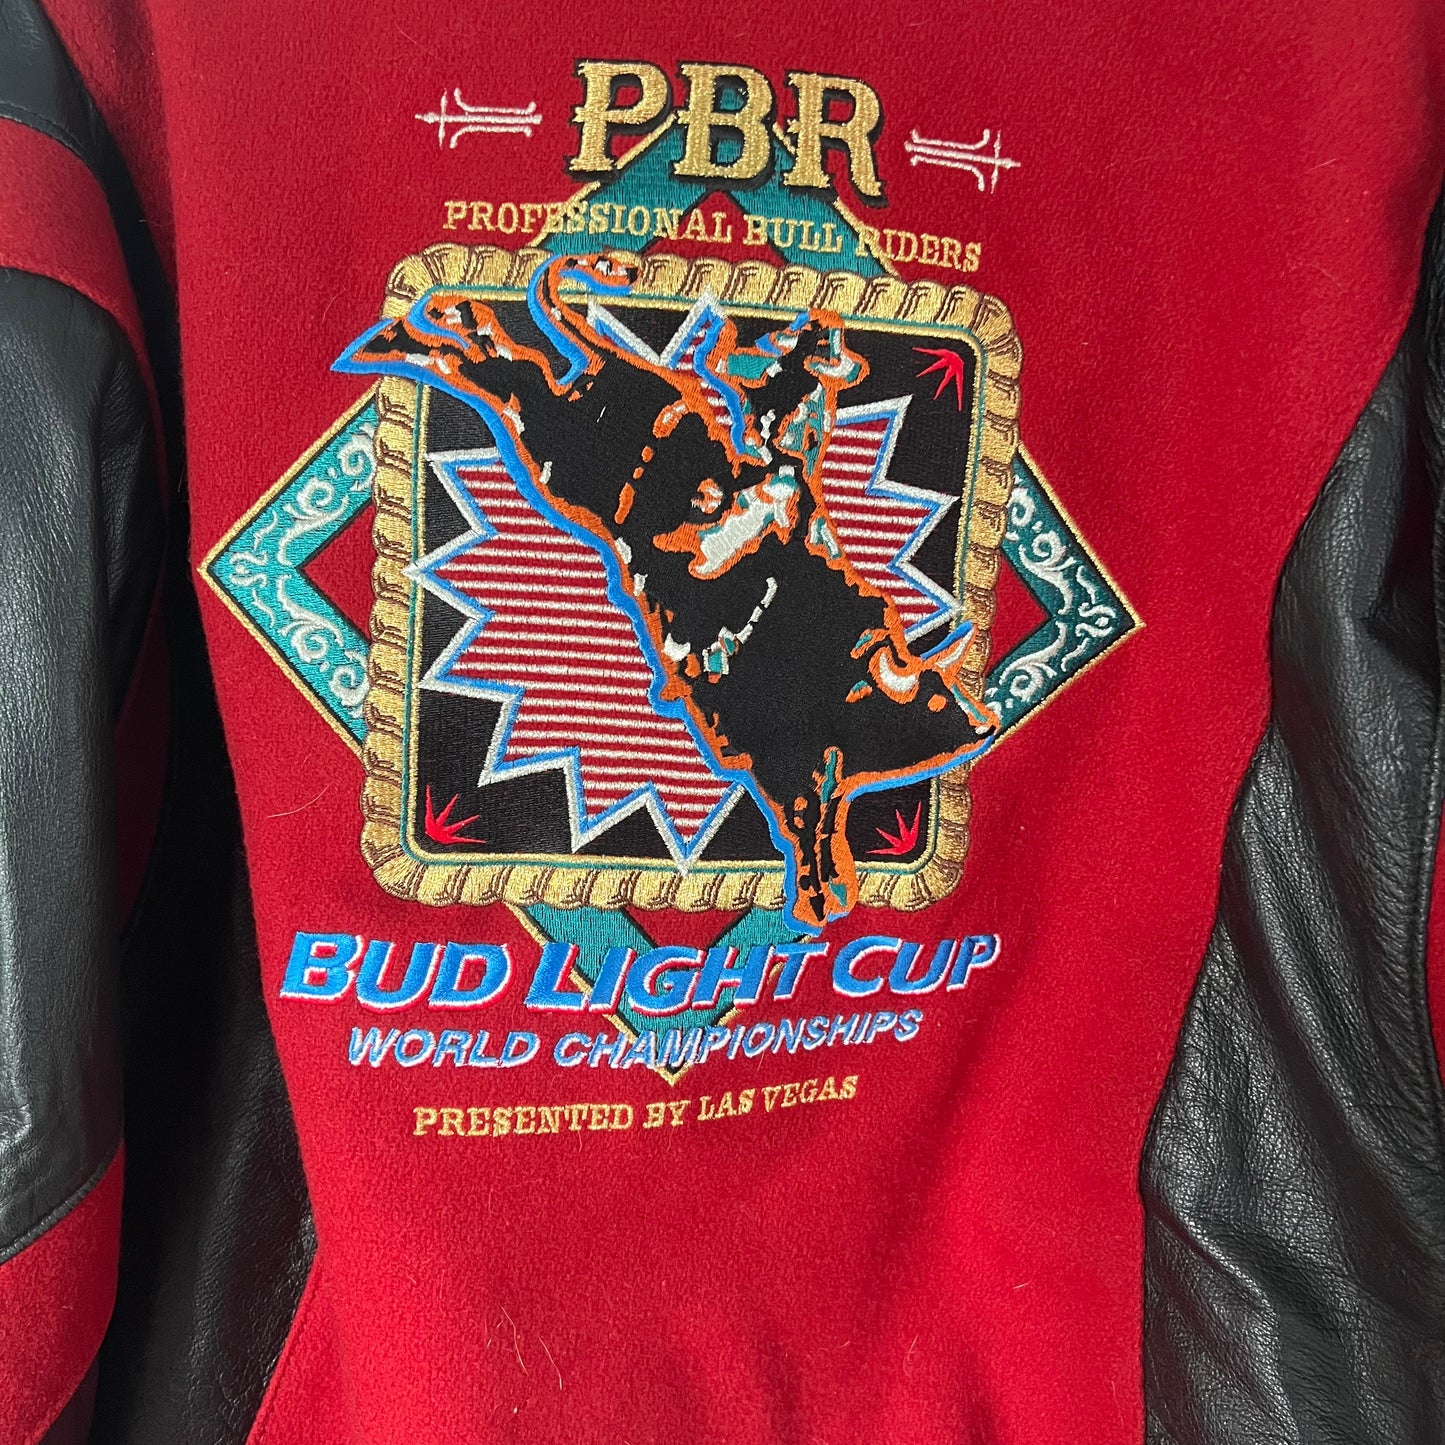 PBR
PROFESSIONAL BULL RIDERS
BUD LIGHT CUP
WORLD CHAMPIONSHIPS
PRESENTED BY LAS VEGAS